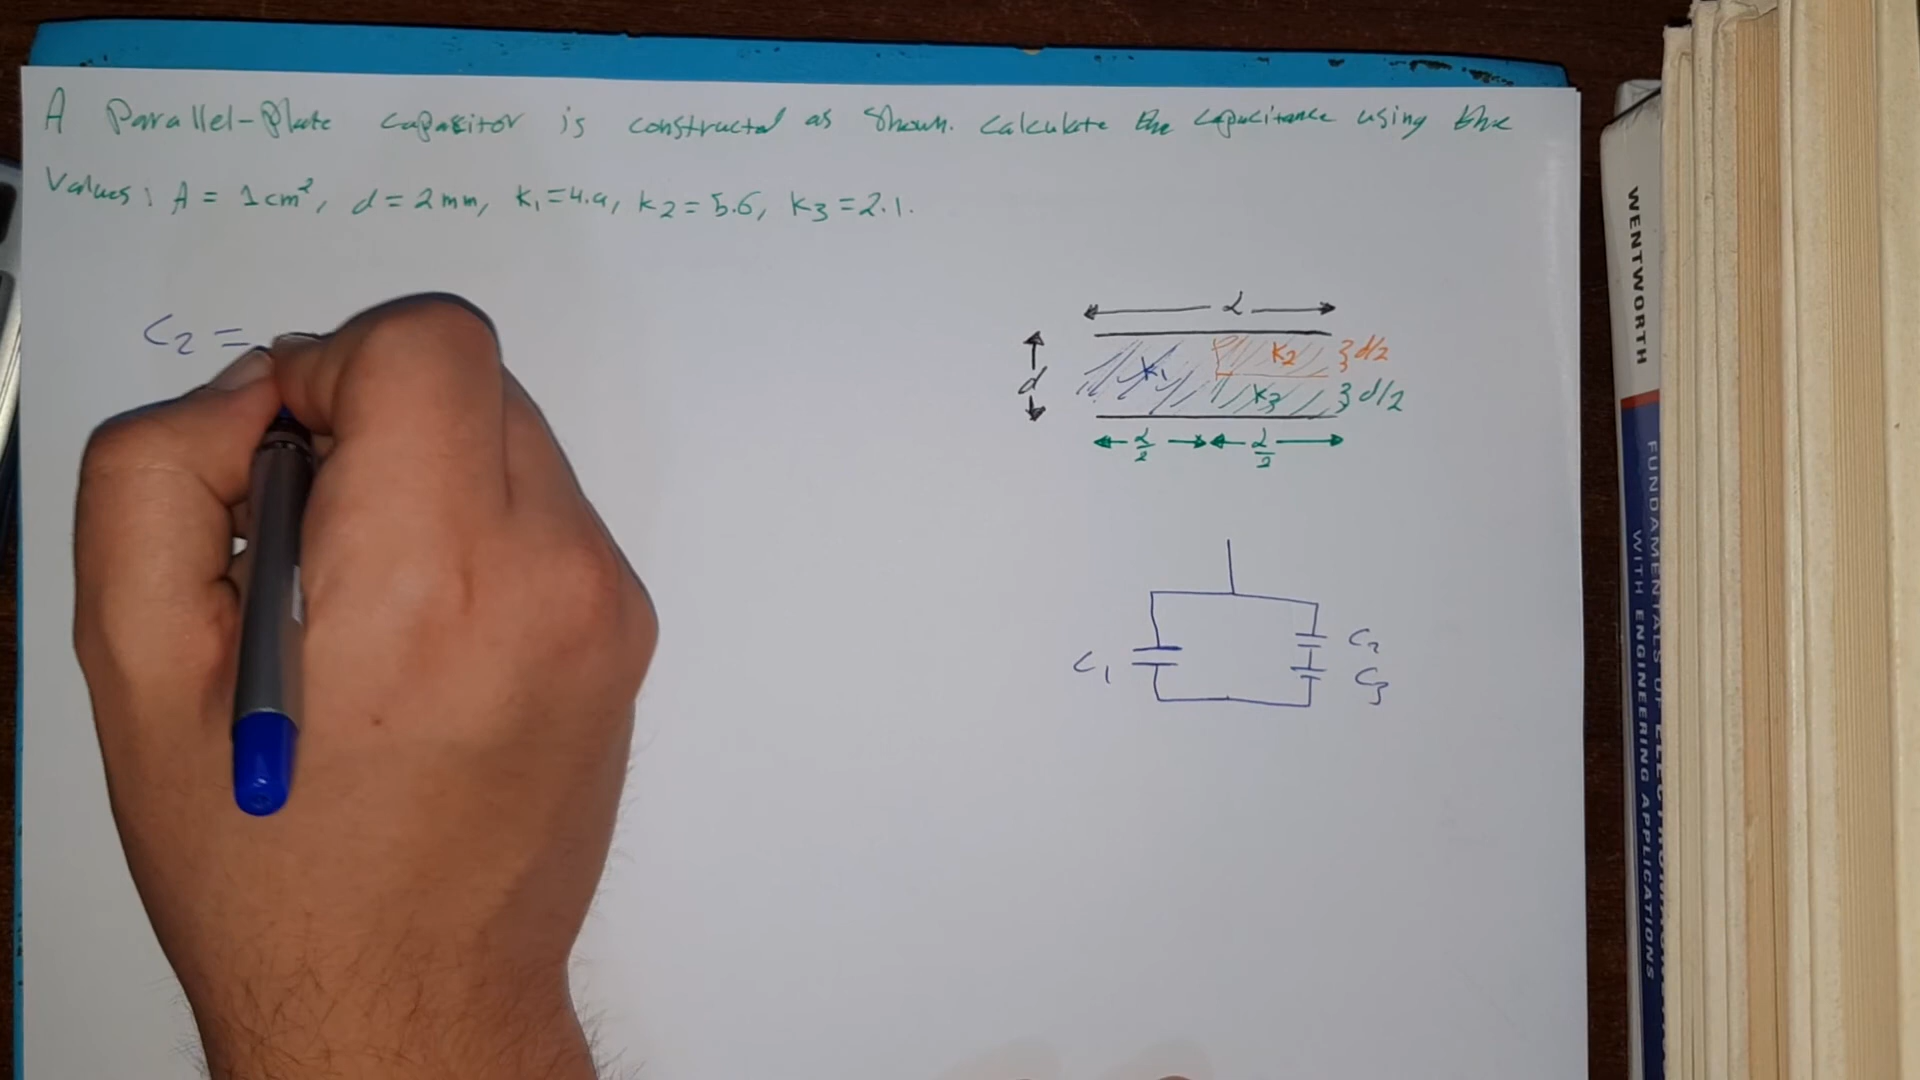 A Parallel-Plate capacitor is constructed as shown. Calculate the capacitance using the
Values: A = 1cm², d = 2mm, K₁=4.9, K₂=5.6, K₃=2.1.
C₂ =
L
d
K₁
K₂
d/2
K₃
d/2
L/2
L/2
C₁
C₂
C₃
WENTWORTH
FUNDAMENTALS OF
WITH ENGINEERING APPLICATIONS